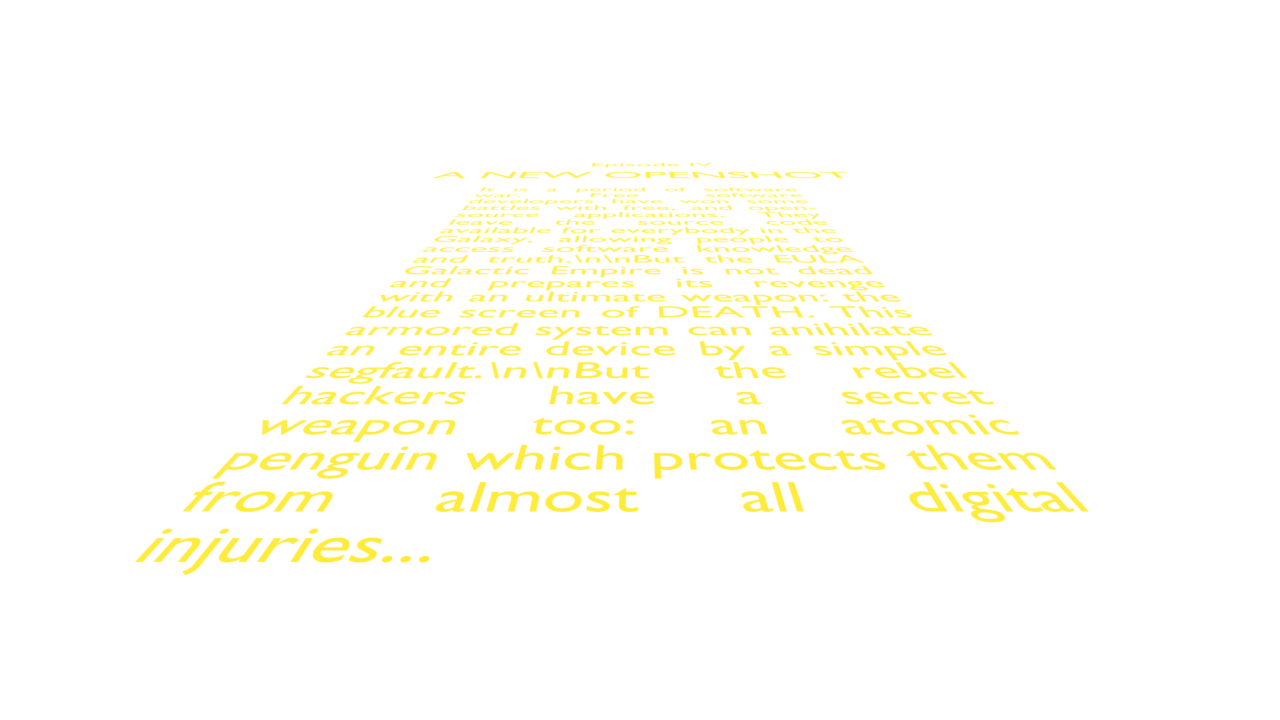 Episode IV
A NEW OPENSHOT
It is a period of software
war. Free software
developers have won some
battles with free, and open-
source applications. They
leave the source code
available for everybody in the
Galaxy, allowing people to
access software knowledge
and truth.\n\nBut the EULA
Galactic Empire is not dead
and prepares its revenge
with an ultimate weapon: the
blue screen of DEATH. This
armored system can anihilate
an entire device by a simple
segfault.\n\nBut the rebel
hackers have a secret
weapon too: an atomic
penguin which protects them
from almost all digital
injuries...